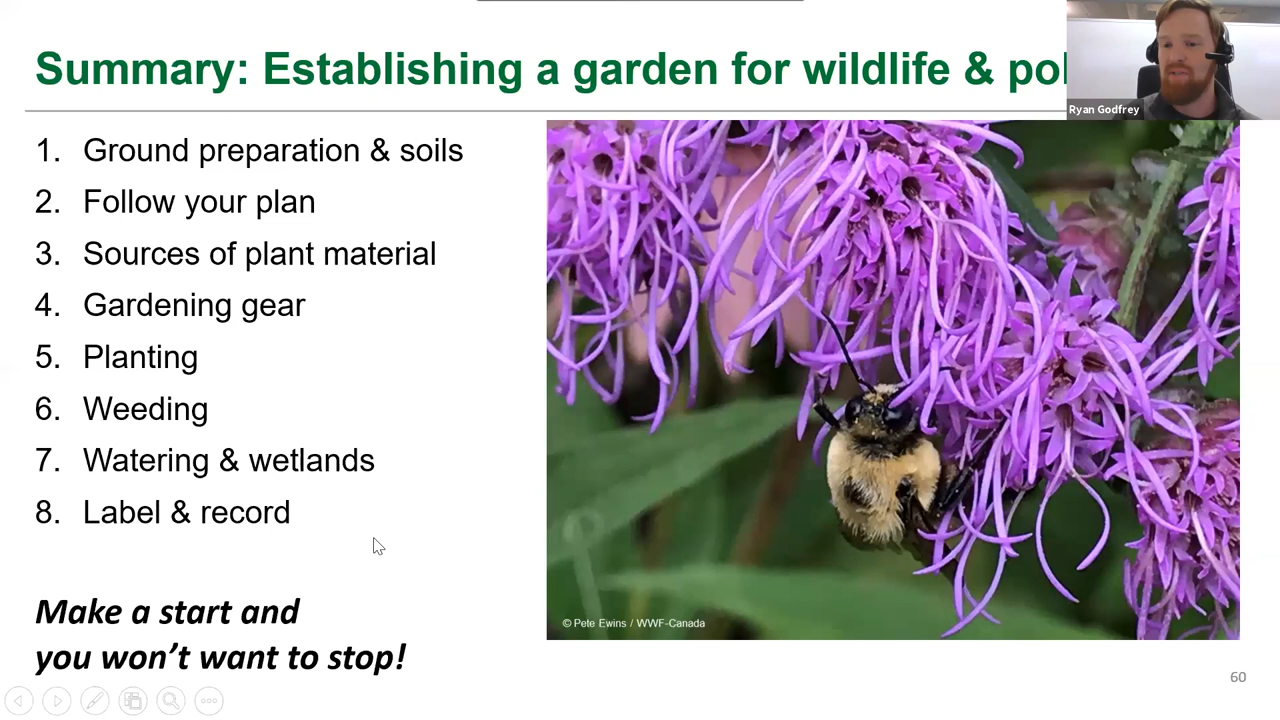 Summary: Establishing a garden for wildlife & pol
Ryan Godfrey
1. Ground preparation & soils
2. Follow your plan
3. Sources of plant material
4. Gardening gear
5. Planting
6. Weeding
7. Watering & wetlands
8. Label & record
Make a start and
you won’t want to stop!
© Pete Ewins / WWF-Canada
60